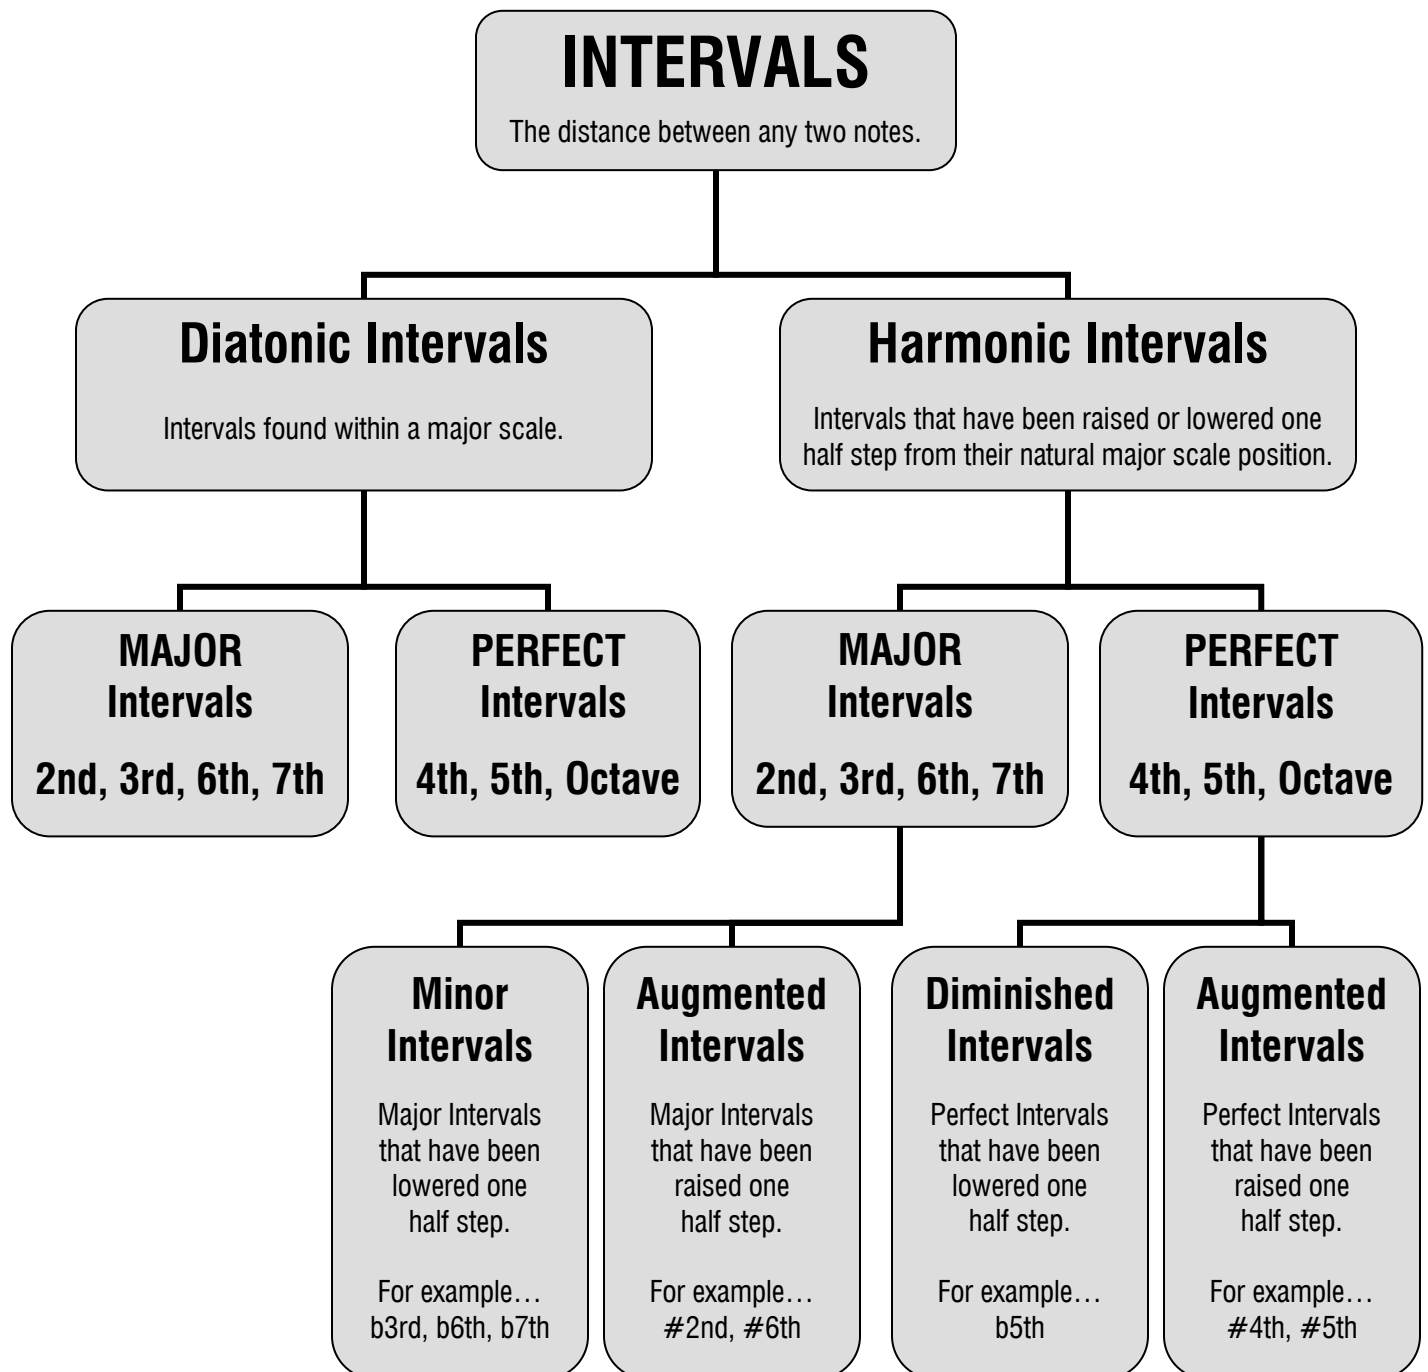 INTERVALS
The distance between any two notes.
Diatonic Intervals
Intervals found within a major scale.
Harmonic Intervals
Intervals that have been raised or lowered one
half step from their natural major scale position.
MAJOR
Intervals
2nd, 3rd, 6th, 7th
PERFECT
Intervals
4th, 5th, Octave
MAJOR
Intervals
2nd, 3rd, 6th, 7th
PERFECT
Intervals
4th, 5th, Octave
Minor
Intervals
Major Intervals
that have been
lowered one
half step.
For example…
b3rd, b6th, b7th
Augmented
Intervals
Major Intervals
that have been
raised one
half step.
For example…
#2nd, #6th
Diminished
Intervals
Perfect Intervals
that have been
lowered one
half step.
For example…
b5th
Augmented
Intervals
Perfect Intervals
that have been
raised one
half step.
For example…
#4th, #5th